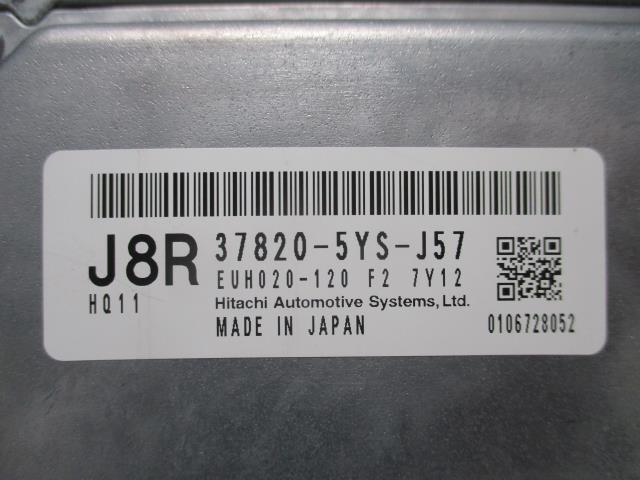 J8R 37820-5YS-J57
EUH020-120 F2 7Y12
HQ11
Hitachi Automotive Systems, Ltd.
MADE IN JAPAN
0106728052